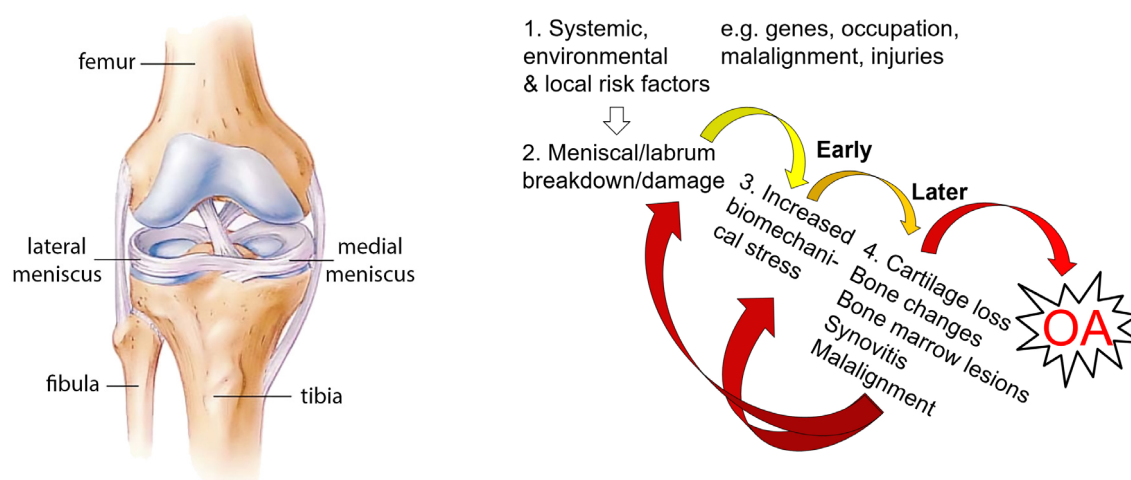 femur
lateral
meniscus
medial
meniscus
fibula
tibia
1. Systemic,
environmental
& local risk factors
e.g. genes, occupation,
malalignment, injuries
2. Meniscal/labrum
breakdown/damage
Early
3. Increased
biomechani-
cal stress
Later
4. Cartilage loss
Bone changes
Bone marrow lesions
Synovitis
Malalignment
OA